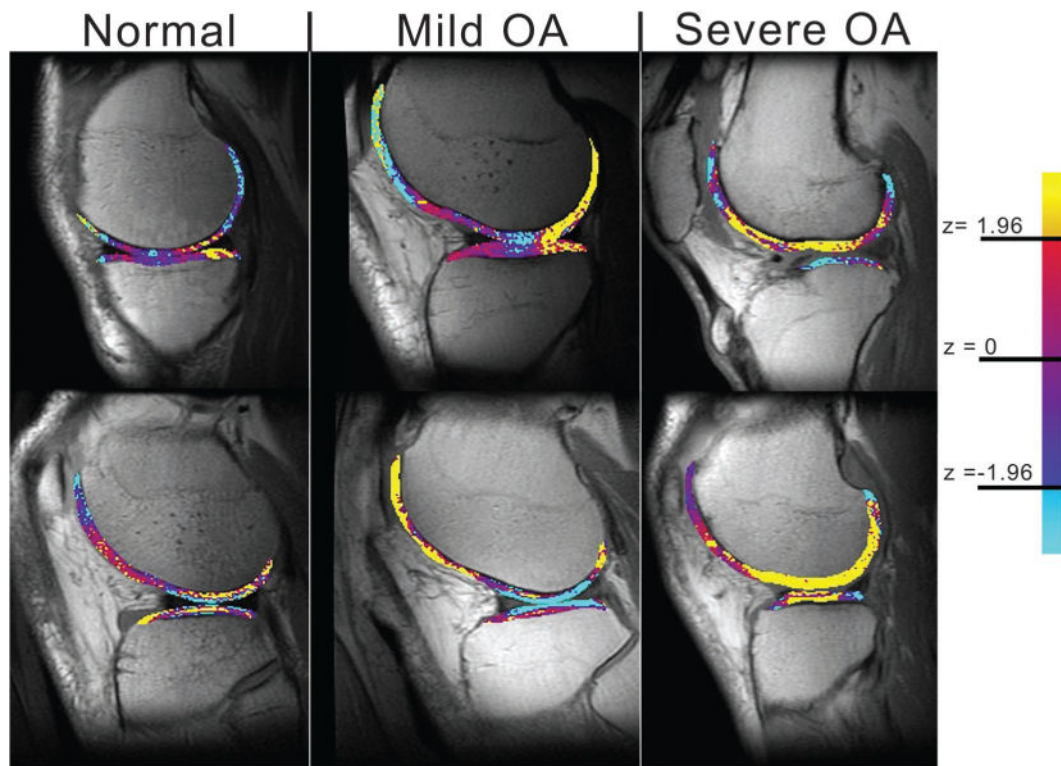 Normal
Mild OA
Severe OA
z= 1.96
z = 0
z =-1.96